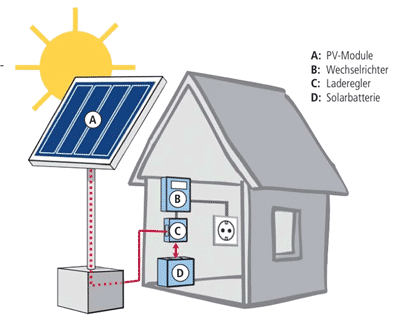 A: PV-Module
B: Wechselrichter
C: Laderegler
D: Solarbatterie
A
B
C
D